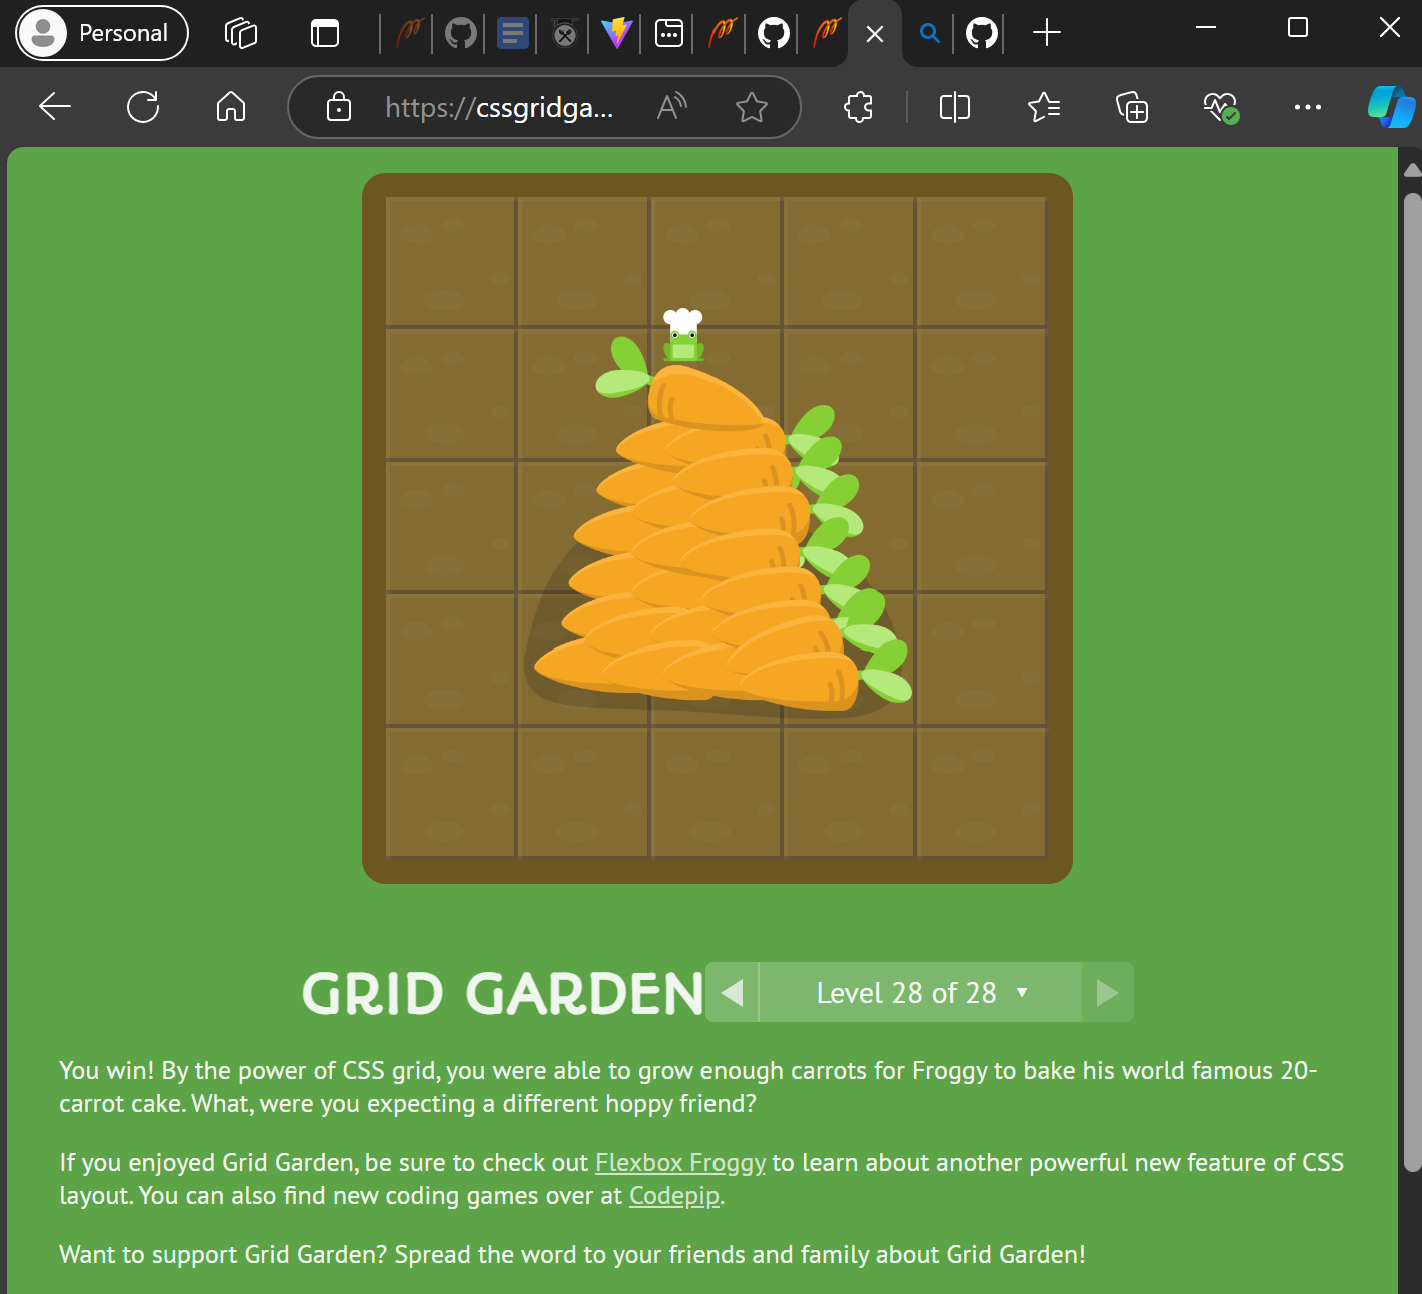 Personal
https://cssgridga...
GRID GARDEN
Level 28 of 28
You win! By the power of CSS grid, you were able to grow enough carrots for Froggy to bake his world famous 20-
carrot cake. What, were you expecting a different hoppy friend?
If you enjoyed Grid Garden, be sure to check out Flexbox Froggy to learn about another powerful new feature of CSS
layout. You can also find new coding games over at Codepip.
Want to support Grid Garden? Spread the word to your friends and family about Grid Garden!